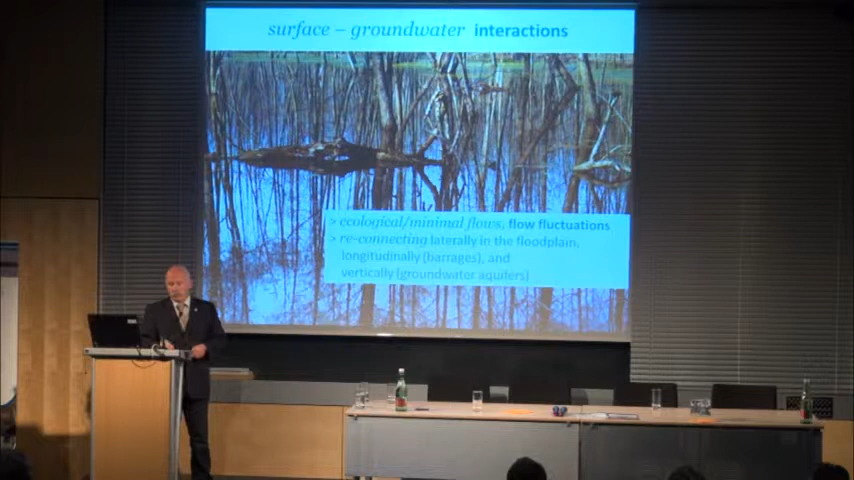 surface – groundwater interactions
> ecological/minimal flows, flow fluctuations
> re-connecting laterally in the floodplain,
longitudinally (barrages), and
vertically (groundwater aquifers)